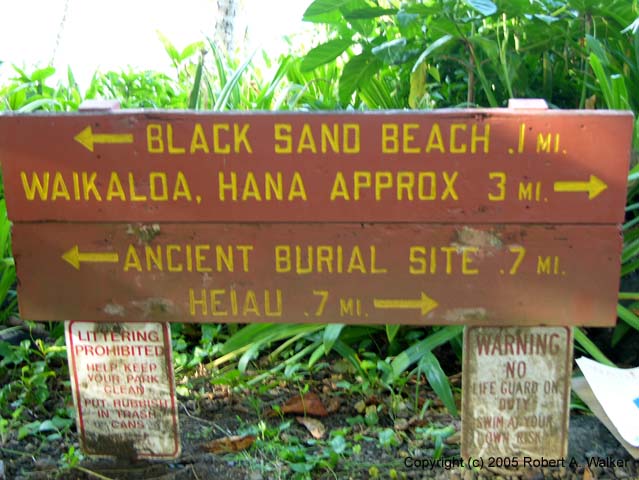 BLACK SAND BEACH .1 MI.
WAIKALOA, HANA APPROX 3 MI.
ANCIENT BURIAL SITE .7 MI.
HEIAU .7 MI.
LITTERING
PROHIBITED
HELP KEEP
YOUR PARK
CLEAN
PUT RUBBISH
IN TRASH
CANS
WARNING
NO
LIFE GUARD ON
DUTY
SWIM AT YOUR
OWN RISK
Copyright (c) 2005 Robert A. Walker